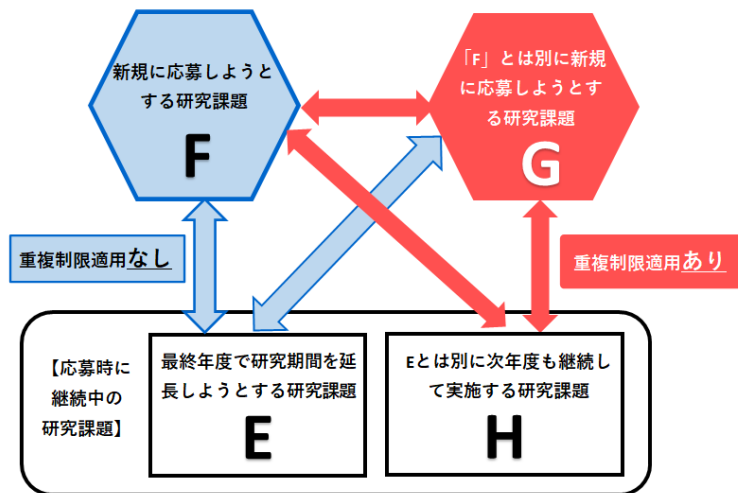 新規に応募しようと
する研究課題
F
「F」とは別に新規
に応募しようとす
る研究課題
G
重複制限適用なし
重複制限適用あり
【応募時に
継続中の
研究課題】
最終年度で研究期間を延
長しようとする研究課題
E
Eとは別に次年度も継続し
て実施する研究課題
H